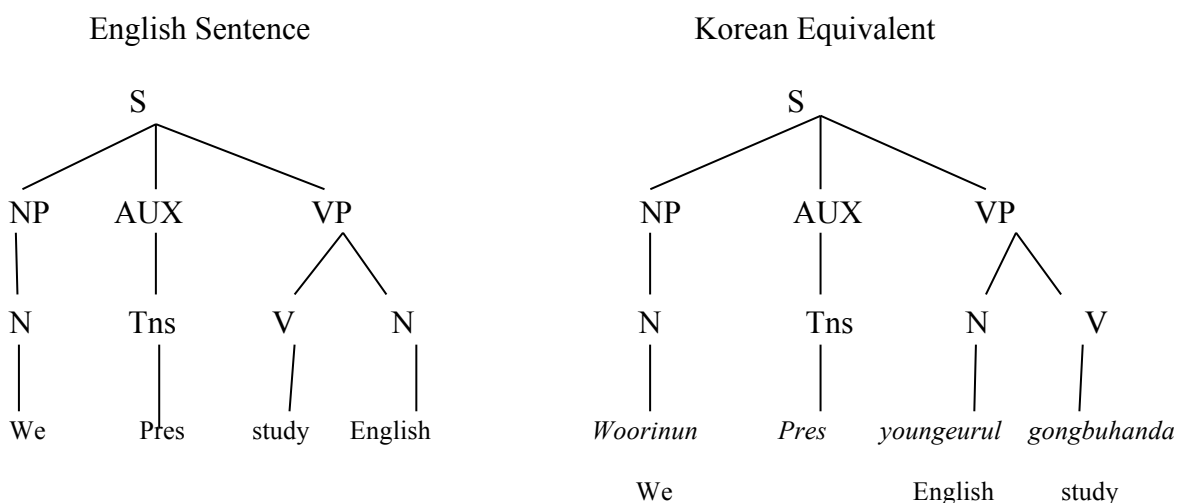 English Sentence Korean Equivalent
S S
NP AUX VP NP AUX VP
N Tns V N N Tns N V
We Pres study English Woorinun Pres youngeurul gongbuhanda
We English study